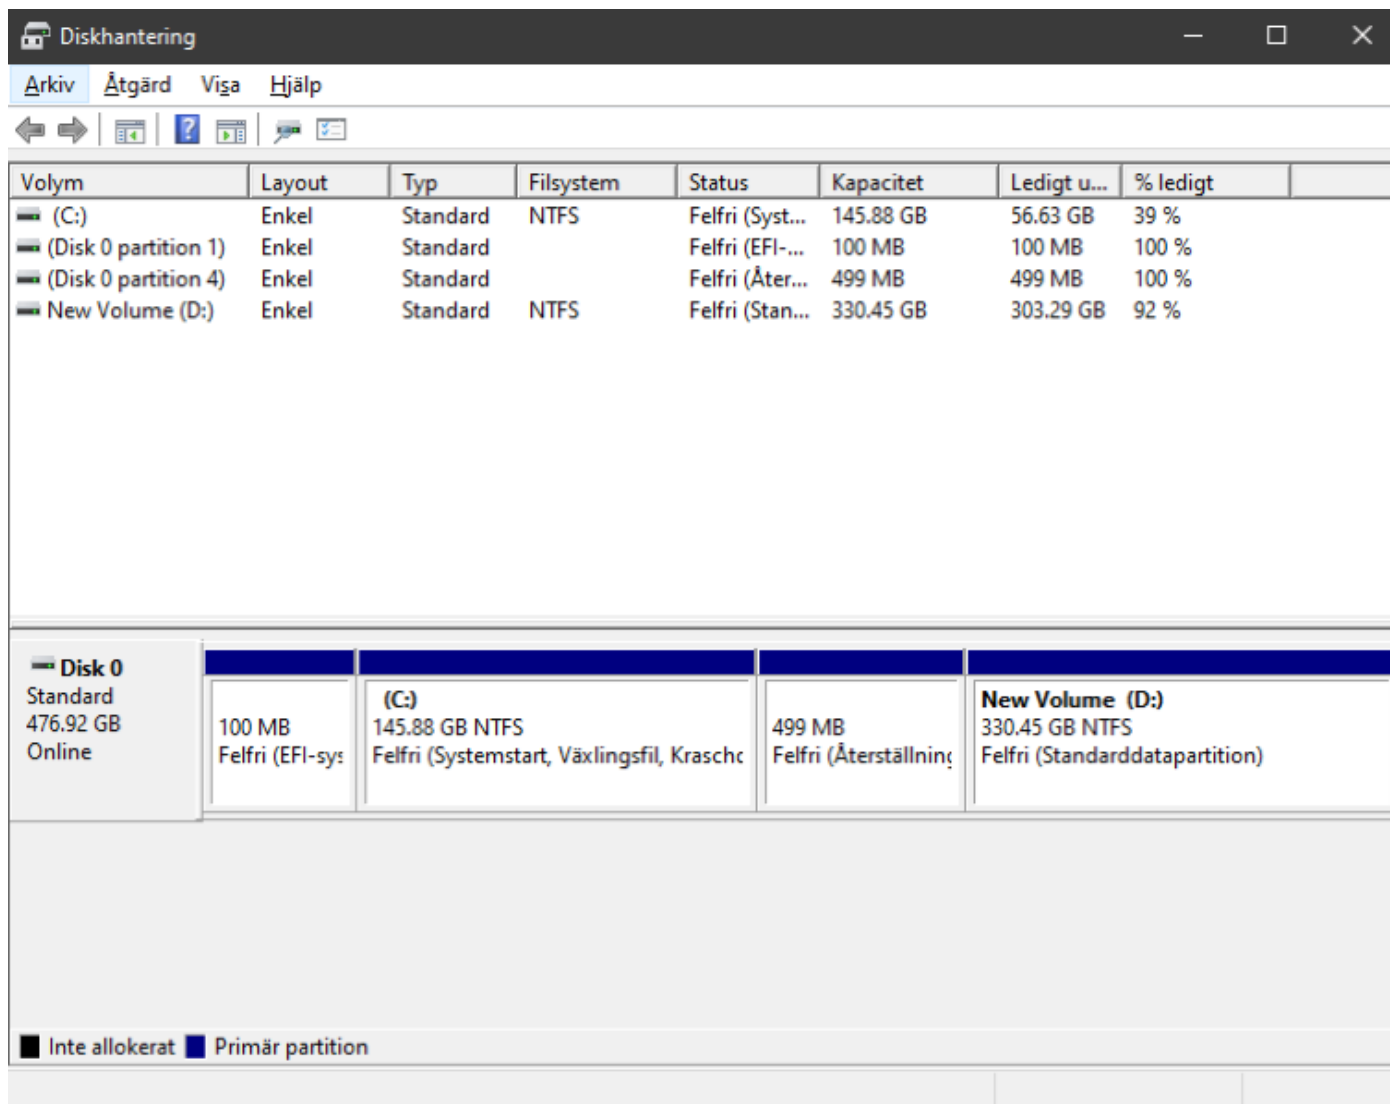 Diskhantering
Arkiv Åtgärd Visa Hjälp
Volym Layout Typ Filsystem Status Kapacitet Ledigt u... % ledigt
(C:) Enkel Standard NTFS Felfri (Syst... 145.88 GB 56.63 GB 39 %
(Disk 0 partition 1) Enkel Standard Felfri (EFI-... 100 MB 100 MB 100 %
(Disk 0 partition 4) Enkel Standard Felfri (Åter... 499 MB 499 MB 100 %
New Volume (D:) Enkel Standard NTFS Felfri (Stan... 330.45 GB 303.29 GB 92 %
Disk 0
Standard
476.92 GB
Online
100 MB
Felfri (EFI-sys
(C:)
145.88 GB NTFS
Felfri (Systemstart, Växlingsfil, Krascho
499 MB
Felfri (Återställning
New Volume (D:)
330.45 GB NTFS
Felfri (Standarddatapartition)
Inte allokerat Primär partition